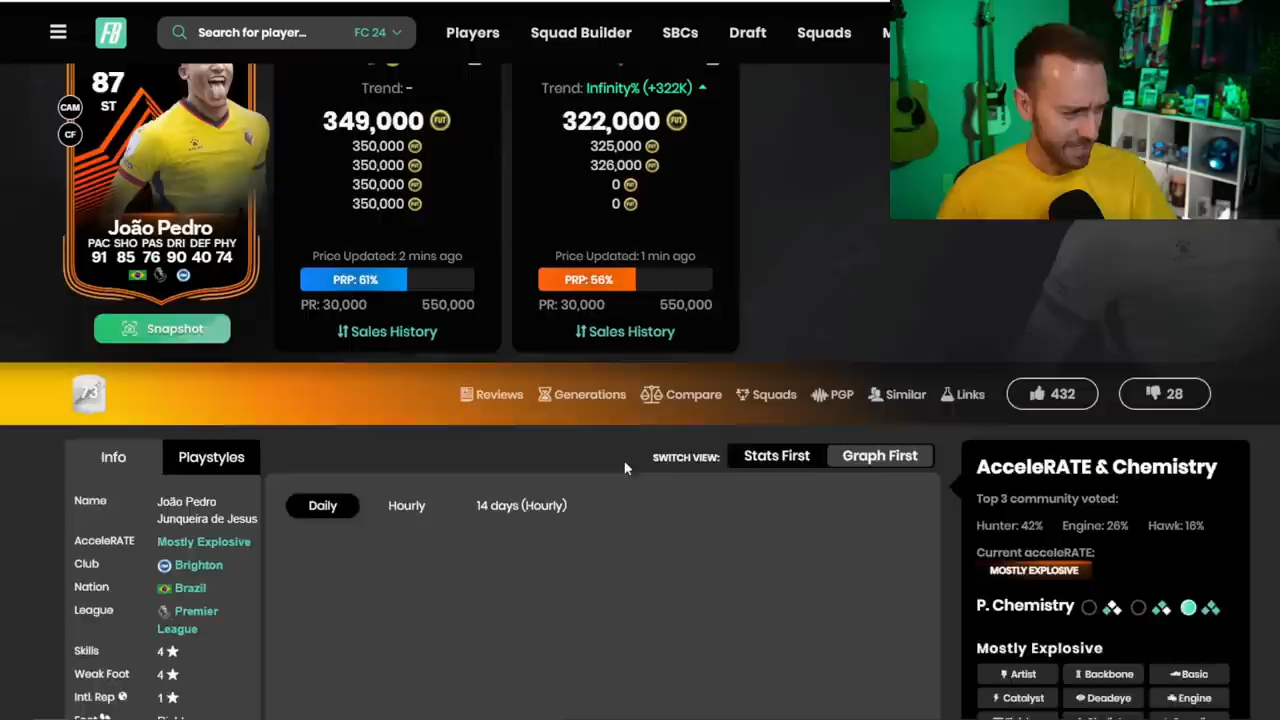 FB
Search for player...
FC 24
Players
Squad Builder
SBCs
Draft
Squads
M
87
ST
CAM
CF
João Pedro
PAC SHO PAS DRI DEF PHY
91 85 76 90 40 74
Snapshot
Trend: -
349,000
350,000
350,000
350,000
350,000
Price Updated: 2 mins ago
PRP: 61%
PR: 30,000
550,000
Sales History
Trend: Infinity% (+322K)
322,000
325,000
326,000
0
0
Price Updated: 1 min ago
PRP: 56%
PR: 30,000
550,000
Sales History
73
Reviews
Generations
Compare
Squads
PGP
Similar
Links
432
28
Info
Playstyles
SWITCH VIEW:
Stats First
Graph First
Name
João Pedro
Junqueira de Jesus
AcceleRATE
Mostly Explosive
Club
Brighton
Nation
Brazil
League
Premier
League
Skills
4
Weak Foot
4
Intl. Rep
1
Daily
Hourly
14 days (Hourly)
AcceleRATE & Chemistry
Top 3 community voted:
Hunter: 42%
Engine: 26%
Hawk: 16%
Current acceleRATE:
MOSTLY EXPLOSIVE
P. Chemistry
Mostly Explosive
Artist
Backbone
Basic
Catalyst
Deadeye
Engine